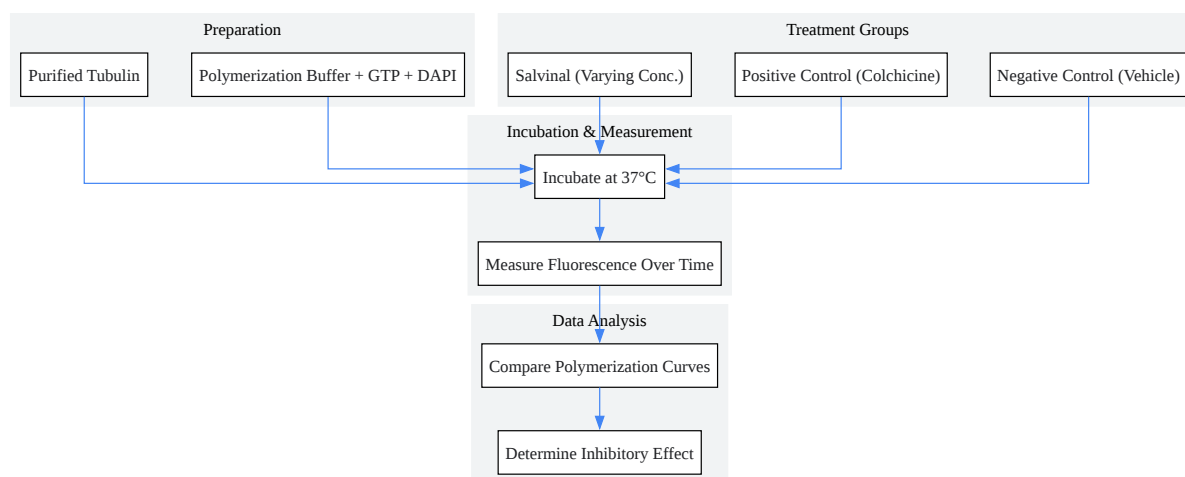 Preparation
Treatment Groups
Purified Tubulin
Polymerization Buffer + GTP + DAPI
Salvinal (Varying Conc.)
Positive Control (Colchicine)
Negative Control (Vehicle)
Incubation & Measurement
Incubate at 37°C
Measure Fluorescence Over Time
Data Analysis
Compare Polymerization Curves
Determine Inhibitory Effect